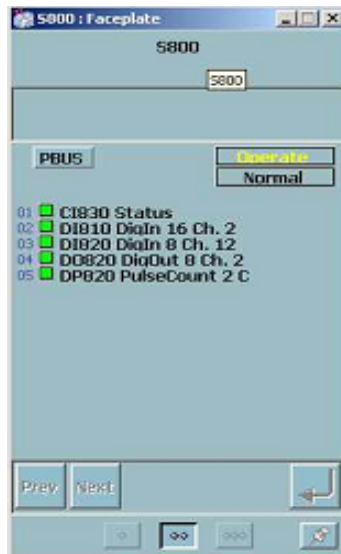 S800 : Faceplate
S800
S800
PBUS
Operate
Normal
01 CI830 Status
02 DI810 DigIn 16 Ch. 2
03 DI820 DigIn 8 Ch. 12
04 DO820 DigOut 8 Ch. 2
05 DP820 PulseCount 2 C
Prev Next